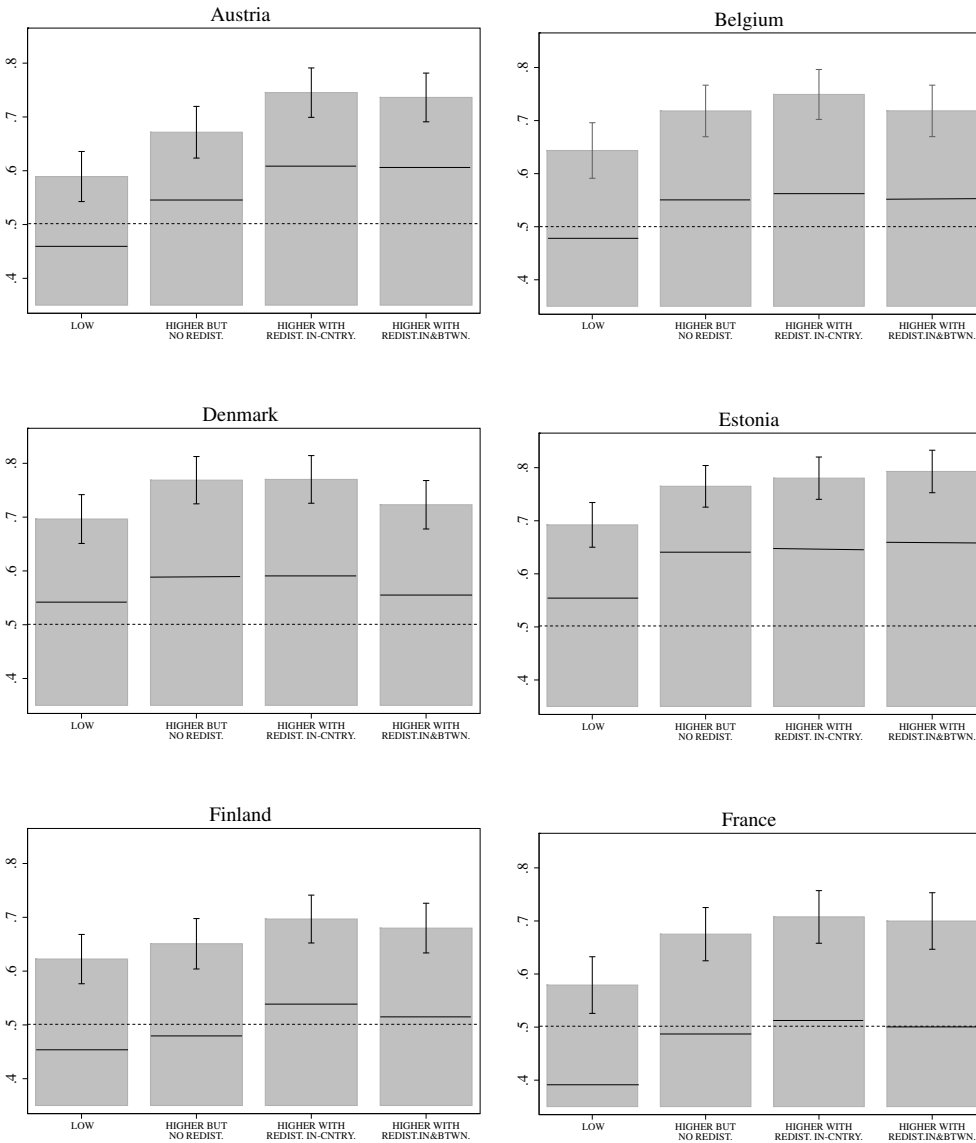 Austria
.8
.7
.6
.5
.4
LOW
HIGHER BUT
NO REDIST.
HIGHER WITH
REDIST. IN-CNTRY.
HIGHER WITH
REDIST.IN&BTWN.
Belgium
.8
.7
.6
.5
.4
LOW
HIGHER BUT
NO REDIST.
HIGHER WITH
REDIST. IN-CNTRY.
HIGHER WITH
REDIST.IN&BTWN.
Denmark
.8
.7
.6
.5
.4
LOW
HIGHER BUT
NO REDIST.
HIGHER WITH
REDIST. IN-CNTRY.
HIGHER WITH
REDIST.IN&BTWN.
Estonia
.8
.7
.6
.5
.4
LOW
HIGHER BUT
NO REDIST.
HIGHER WITH
REDIST. IN-CNTRY.
HIGHER WITH
REDIST.IN&BTWN.
Finland
.8
.7
.6
.5
.4
LOW
HIGHER BUT
NO REDIST.
HIGHER WITH
REDIST. IN-CNTRY.
HIGHER WITH
REDIST.IN&BTWN.
France
.8
.7
.6
.5
.4
LOW
HIGHER BUT
NO REDIST.
HIGHER WITH
REDIST. IN-CNTRY.
HIGHER WITH
REDIST.IN&BTWN.